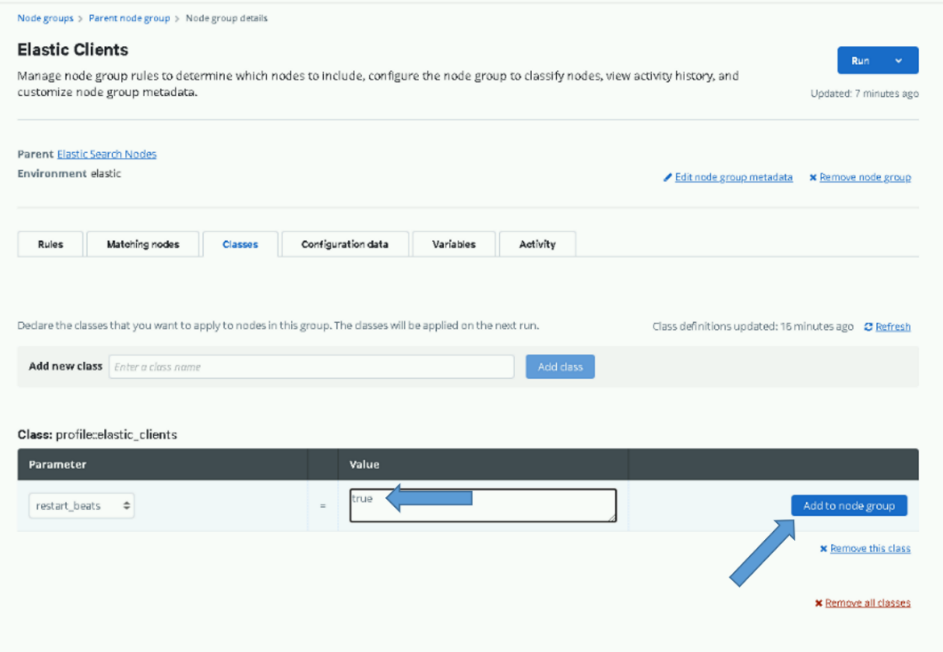 Node groups > Parent node group > Node group details
Elastic Clients
Run
Manage node group rules to determine which nodes to include, configure the node group to classify nodes, view activity history, and
customize node group metadata.
Updated: 7 minutes ago
Parent Elastic Search Nodes
Environment elastic
Edit node group metadata
Remove node group
Rules
Matching nodes
Classes
Configuration data
Variables
Activity
Declare the classes that you want to apply to nodes in this group. The classes will be applied on the next run.
Class definitions updated: 16 minutes ago
Refresh
Add new class
Enter a class name
Add class
Class: profile::elastic_clients
Parameter
Value
restart_beats
=
true
Add to node group
Remove this class
Remove all classes